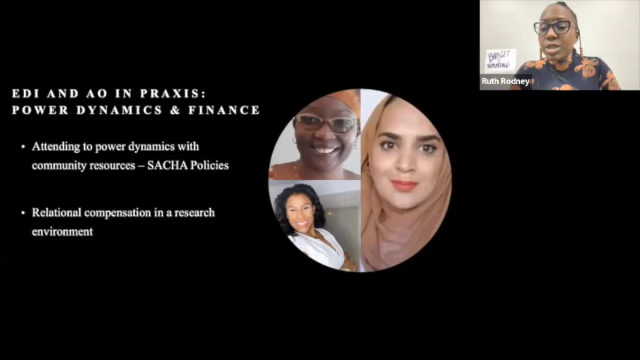 EDI AND AO IN PRAXIS:
POWER DYNAMICS & FINANCE
• Attending to power dynamics with
community resources – SACHA Policies
• Relational compensation in a research
environment
BUDGET
Ruth Rodney